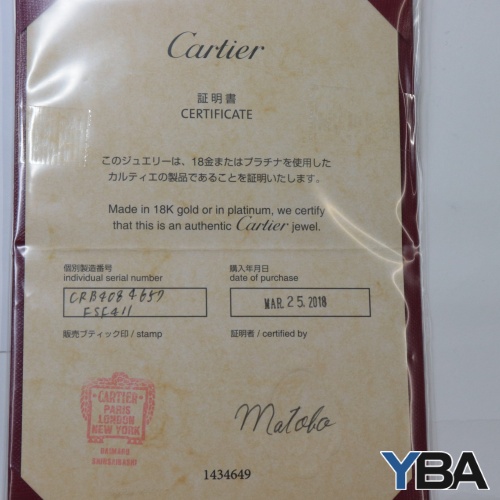 Cartier
証明書
CERTIFICATE
このジュエリーは、18金またはプラチナを使用した
カルティエの製品であることを証明いたします。
Made in 18K gold or in platinum, we certify
that this is an authentic Cartier jewel.
個別製造番号
individual serial number
購入年月日
date of purchase
CRB4084657
FSF411
MAR. 25. 2018
販売ブティック印 / stamp
証明者 / certified by
CARTIER
PARIS
LONDON
NEW YORK
DAIMARU
SHINSAIBASHI
Matobo
1434649
YBA